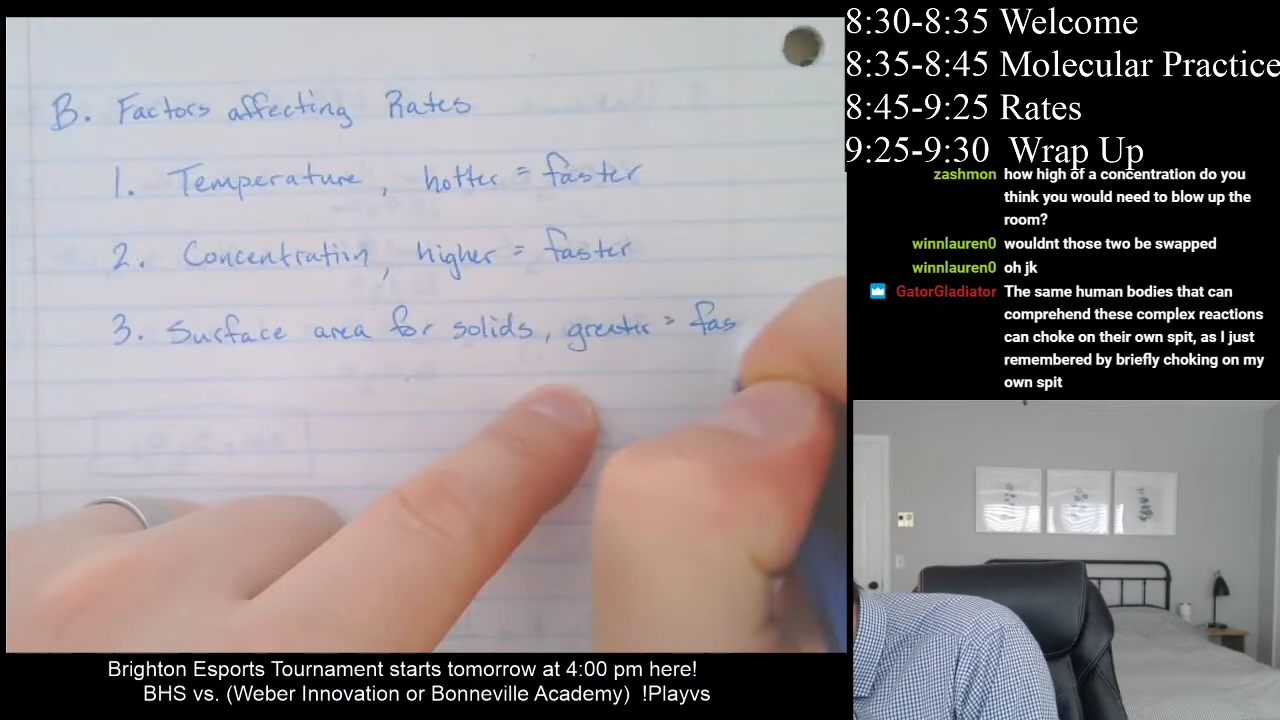 B. Factors affecting Rates
1. Temperature, hotter = faster
2. Concentration, higher = faster
3. Surface area for solids, greater = fas
8:30-8:35 Welcome
8:35-8:45 Molecular Practice
8:45-9:25 Rates
9:25-9:30 Wrap Up
zashmon how high of a concentration do you
think you would need to blow up the
room?
winnlauren0 wouldnt those two be swapped
winnlauren0 oh jk
GatorGladiator The same human bodies that can
comprehend these complex reactions
can choke on their own spit, as I just
remembered by briefly choking on my
own spit
Brighton Esports Tournament starts tomorrow at 4:00 pm here!
BHS vs. (Weber Innovation or Bonneville Academy) !Playvs